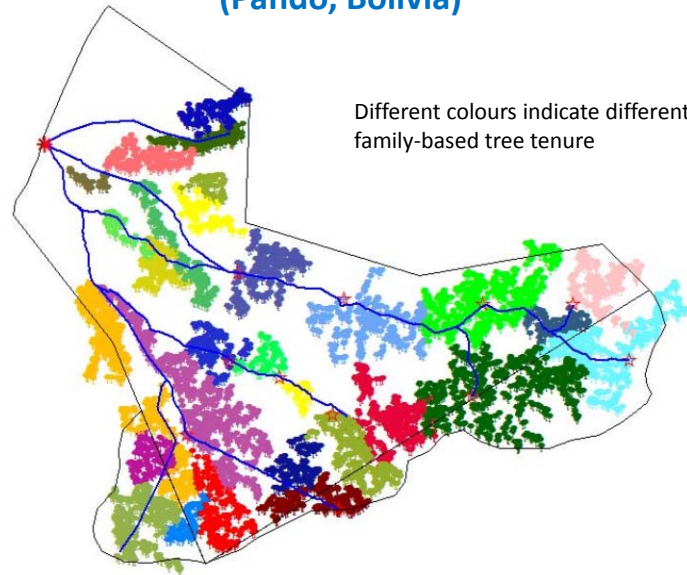 (Pando, Bolivia)
Different colours indicate different
family-based tree tenure